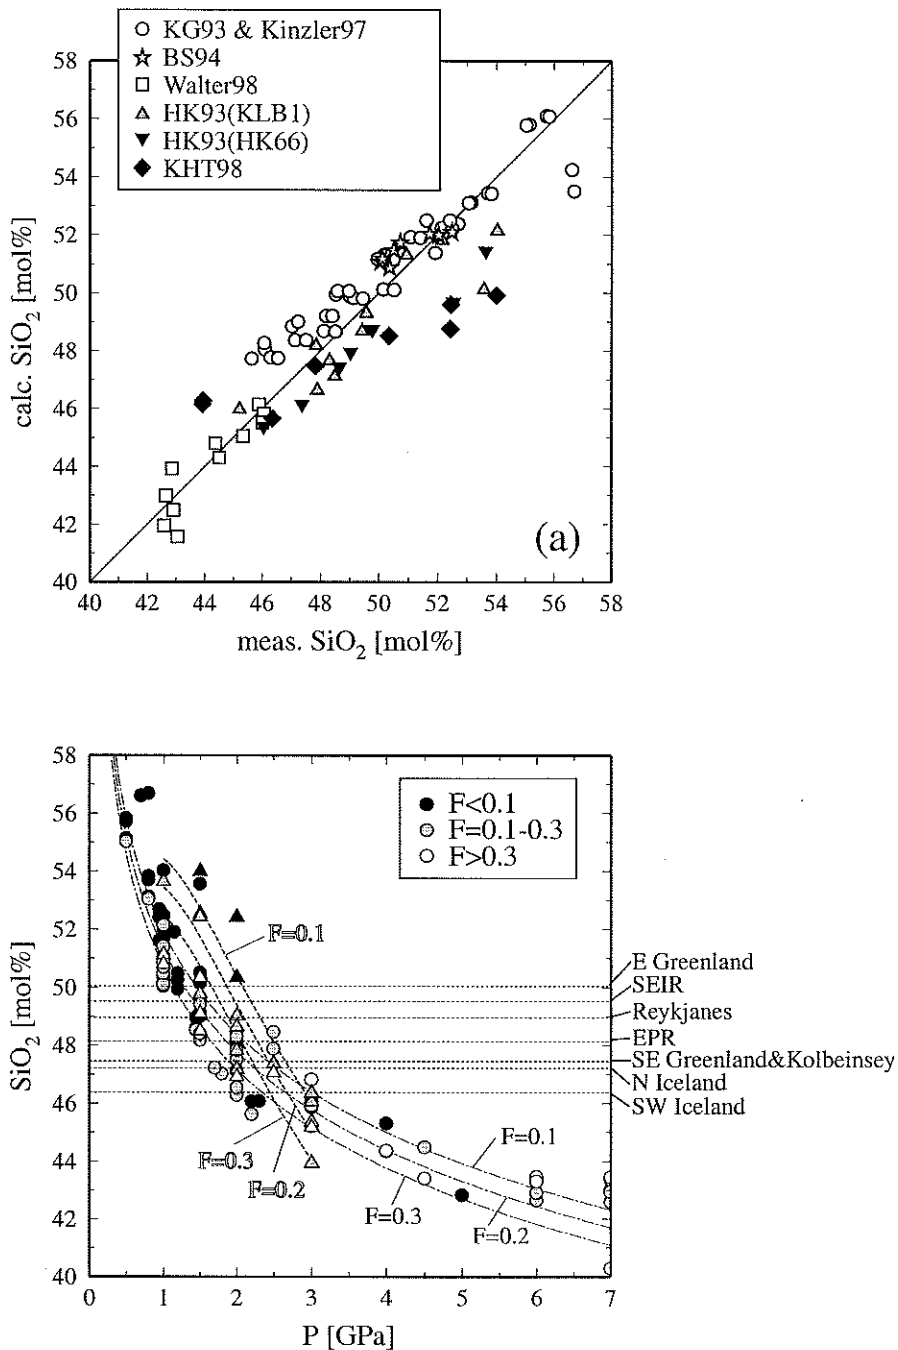 KG93 & Kinzler97
BS94
Walter98
HK93(KLB1)
HK93(HK66)
KHT98
58
56
54
52
50
48
46
44
42
40
calc. SiO2 [mol%]
(a)
40 42 44 46 48 50 52 54 56 58
meas. SiO2 [mol%]
58
56
54
52
50
48
46
44
42
40
SiO2 [mol%]
F<0.1
F=0.1-0.3
F>0.3
F=0.1
E Greenland
SEIR
Reykjanes
EPR
SE Greenland&Kolbeinsey
N Iceland
SW Iceland
F=0.3
F=0.2
F=0.1
F=0.3
F=0.2
0 1 2 3 4 5 6 7
P [GPa]